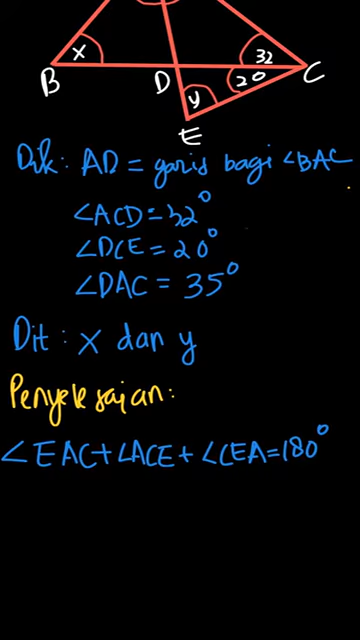 x
32
B
D
20
C
y
E
Dik: AD = garis bagi ∠BAC
∠ACD = 32°
∠DCE = 20°
∠DAC = 35°
Dit: x dan y
Penyelesaian:
∠EAC + ∠ACE + ∠CEA = 180°